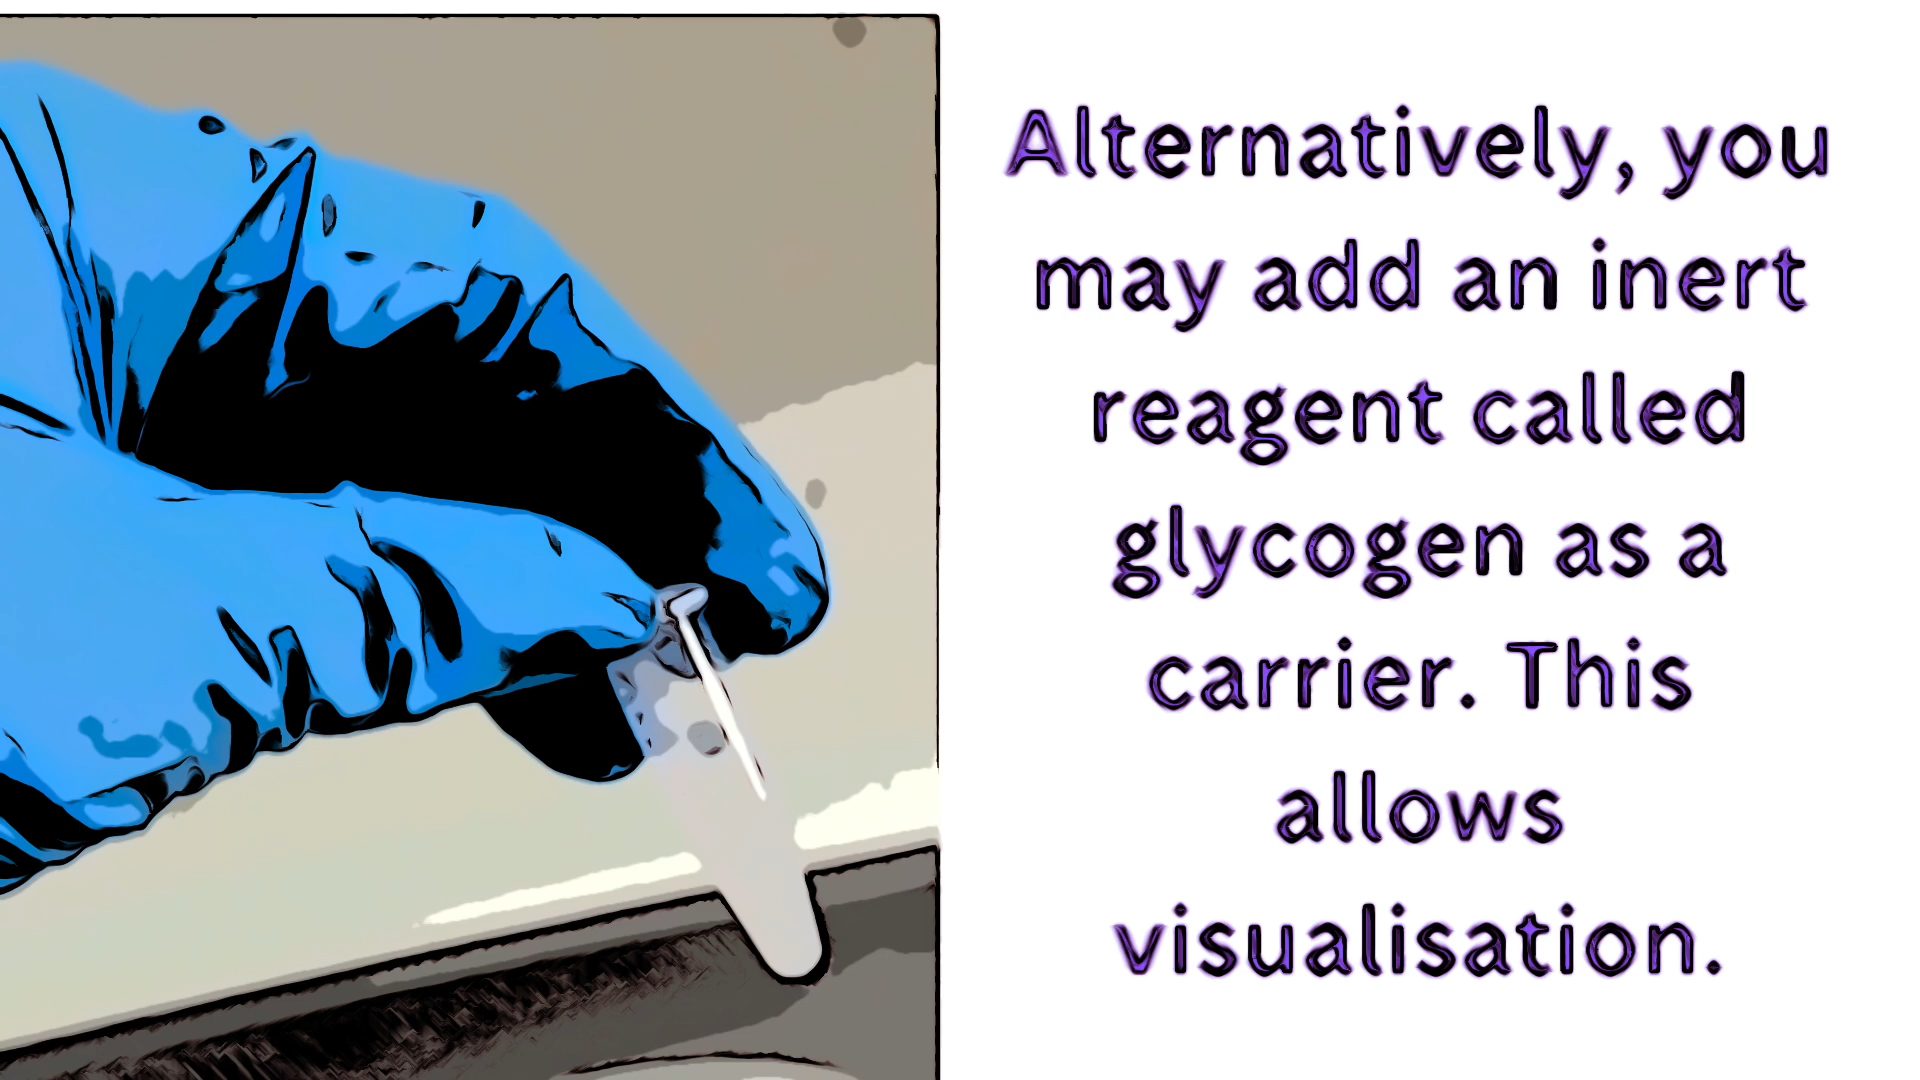 Alternatively, you
may add an inert
reagent called
glycogen as a
carrier. This
allows
visualisation.